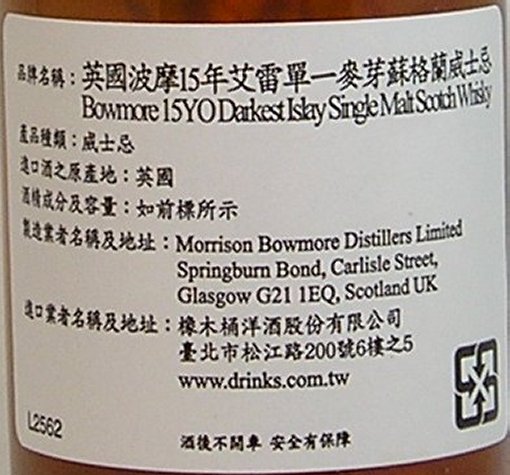 品牌名稱：英國波摩15年艾雷單一麥芽蘇格蘭威士忌
Bowmore 15YO Darkest Islay Single Malt Scotch Whisky
產品種類：威士忌
進口酒之原產地：英國
酒精成分及容量：如前標所示
製造業者名稱及地址：Morrison Bowmore Distillers Limited
Springburn Bond, Carlisle Street,
Glasgow G21 1EQ, Scotland UK
進口業者名稱及地址：橡木桶洋酒股份有限公司
臺北市松江路200號6樓之5
www.drinks.com.tw
L2562
酒後不開車 安全有保障